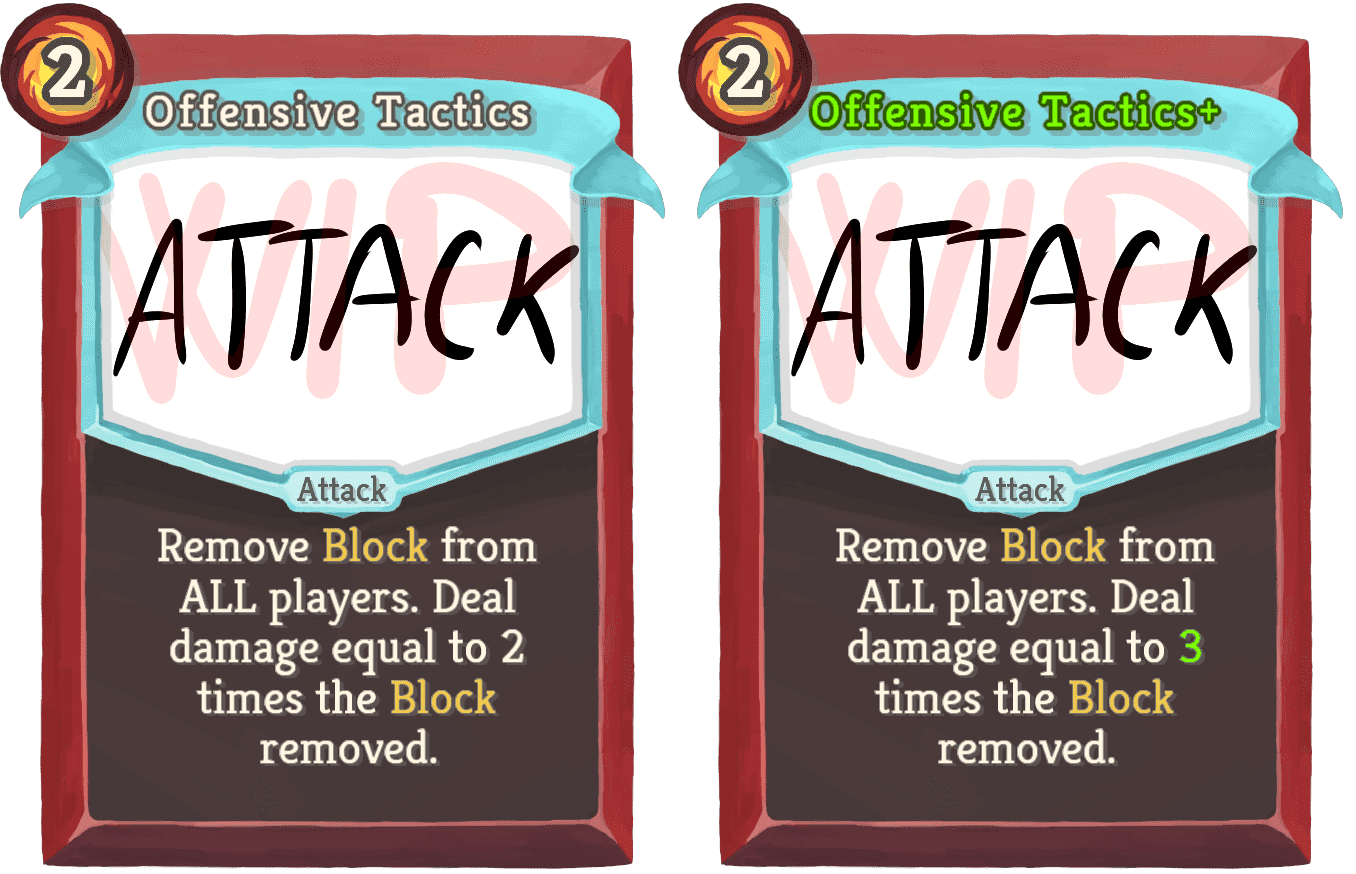 2
Offensive Tactics
WIP
ATTACK
Attack
Remove Block from
ALL players. Deal
damage equal to 2
times the Block
removed.
2
Offensive Tactics+
WIP
ATTACK
Attack
Remove Block from
ALL players. Deal
damage equal to 3
times the Block
removed.